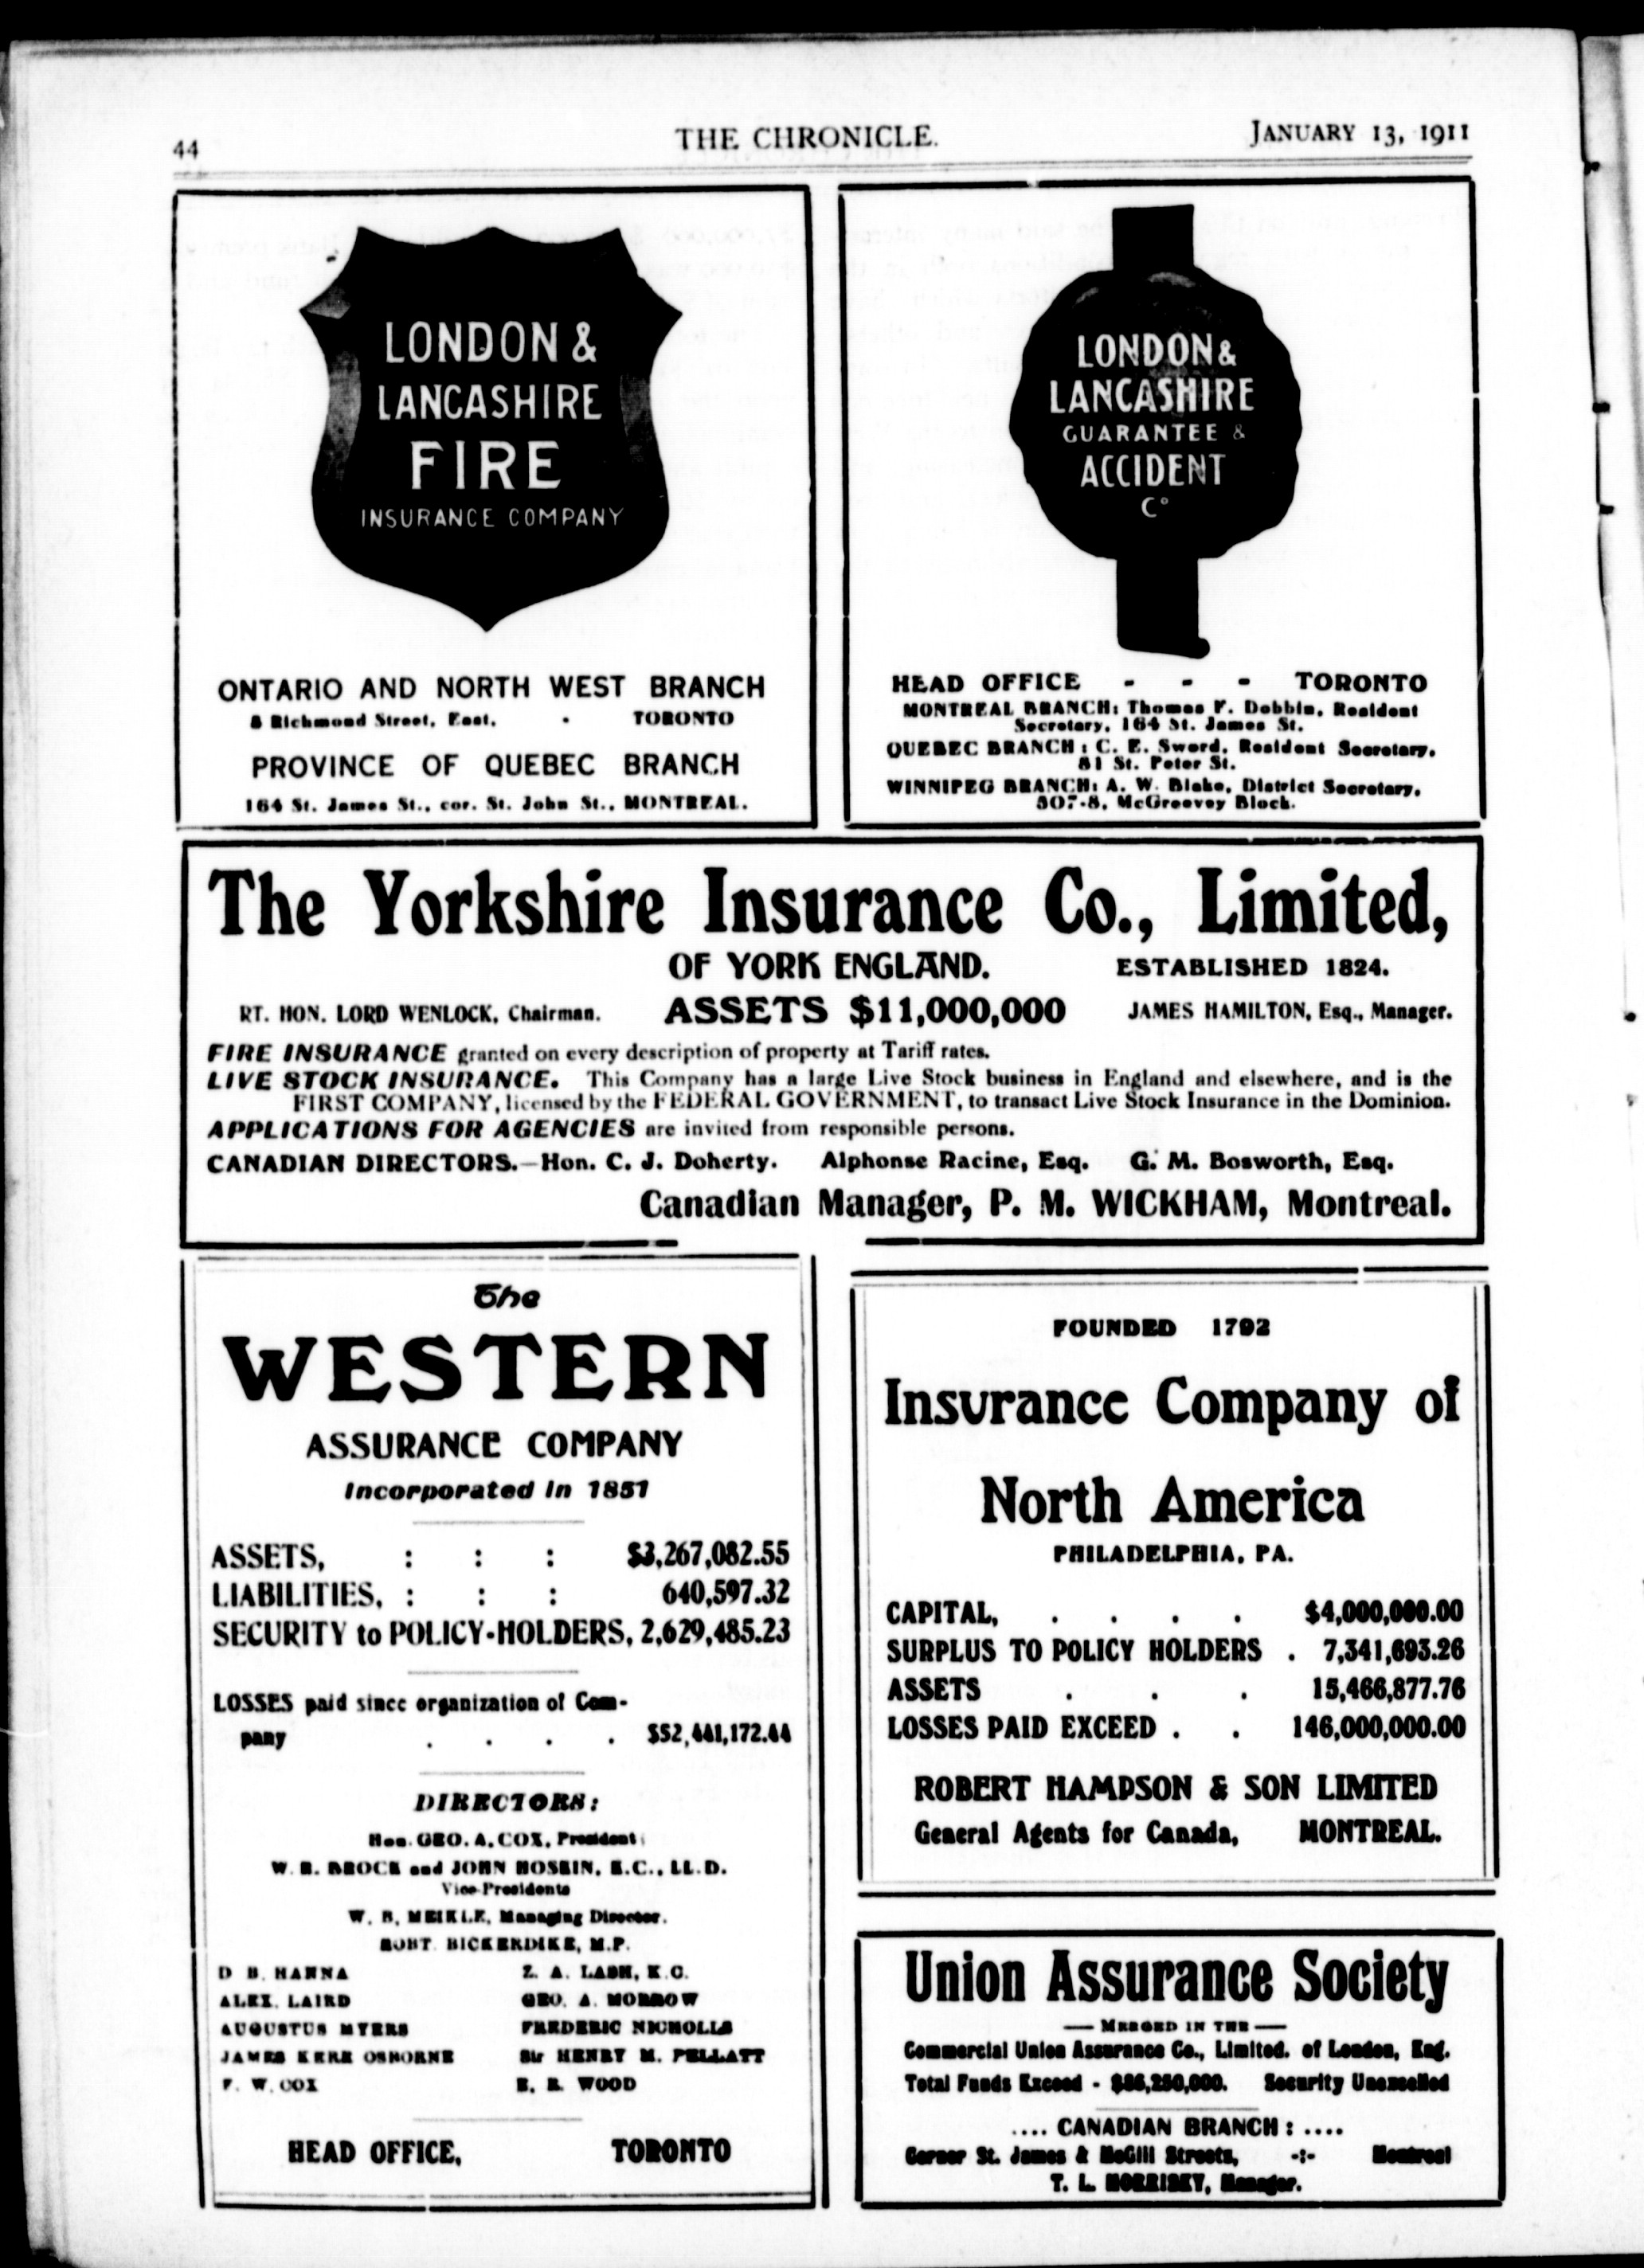 44
THE CHRONICLE.
JANUARY 13, 1911
LONDON &
LANCASHIRE
FIRE
INSURANCE COMPANY
ONTARIO AND NORTH WEST BRANCH
8 Richmond Street, East, - TORONTO
PROVINCE OF QUEBEC BRANCH
164 St. James St., cor. St. John St., MONTREAL.
LONDON &
LANCASHIRE
GUARANTEE &
ACCIDENT
Co
HEAD OFFICE - - - TORONTO
MONTREAL BRANCH: Thomas F. Dobbin, Resident
Secretary, 164 St. James St.
QUEBEC BRANCH: C. E. Sword, Resident Secretary,
81 St. Peter St.
WINNIPEG BRANCH: A. W. Blake, District Secretary,
507-8, McGreevey Block.
The Yorkshire Insurance Co., Limited,
OF YORK ENGLAND. ESTABLISHED 1824.
RT. HON. LORD WENLOCK, Chairman. ASSETS $11,000,000 JAMES HAMILTON, Esq., Manager.
FIRE INSURANCE granted on every description of property at Tariff rates.
LIVE STOCK INSURANCE. This Company has a large Live Stock business in England and elsewhere, and is the
FIRST COMPANY, licensed by the FEDERAL GOVERNMENT, to transact Live Stock Insurance in the Dominion.
APPLICATIONS FOR AGENCIES are invited from responsible persons.
CANADIAN DIRECTORS.—Hon. C. J. Doherty. Alphonse Racine, Esq. G. M. Bosworth, Esq.
Canadian Manager, P. M. WICKHAM, Montreal.
The
WESTERN
ASSURANCE COMPANY
Incorporated in 1851
ASSETS, : : : $3,267,082.55
LIABILITIES, : : : 640,597.32
SECURITY to POLICY-HOLDERS, 2,629,485.23
LOSSES paid since organization of Com-
pany . . . . $52,441,172.44
DIRECTORS:
Hon. GEO. A. COX, President
W. R. BROCK and JOHN HOSKIN, K.C., LL.D.
Vice-Presidents
W. B. MEIKLE, Managing Director.
ROBT. BICKERDIKE, M.P.
D. B. HANNA Z. A. LASH, K.C.
ALEX. LAIRD GEO. A. MORROW
AUGUSTUS MYERS FREDERIC NICHOLLS
JAMES KERR OSBORNE Sir HENRY M. PELLATT
F. W. COX E. R. WOOD
HEAD OFFICE, TORONTO
FOUNDED 1792
Insurance Company of
North America
PHILADELPHIA, PA.
CAPITAL, . . . . $4,000,000.00
SURPLUS TO POLICY HOLDERS . 7,341,693.26
ASSETS . . . 15,466,877.76
LOSSES PAID EXCEED . . 146,000,000.00
ROBERT HAMPSON & SON LIMITED
General Agents for Canada, MONTREAL.
Union Assurance Society
— MERGED IN THE —
Commercial Union Assurance Co., Limited. of London, Eng.
Total Funds Exceed - $86,250,000. Security Unexcelled
.... CANADIAN BRANCH: ....
Corner St. James & McGill Streets, -:- Montreal
T. L. MORRISEY, Manager.